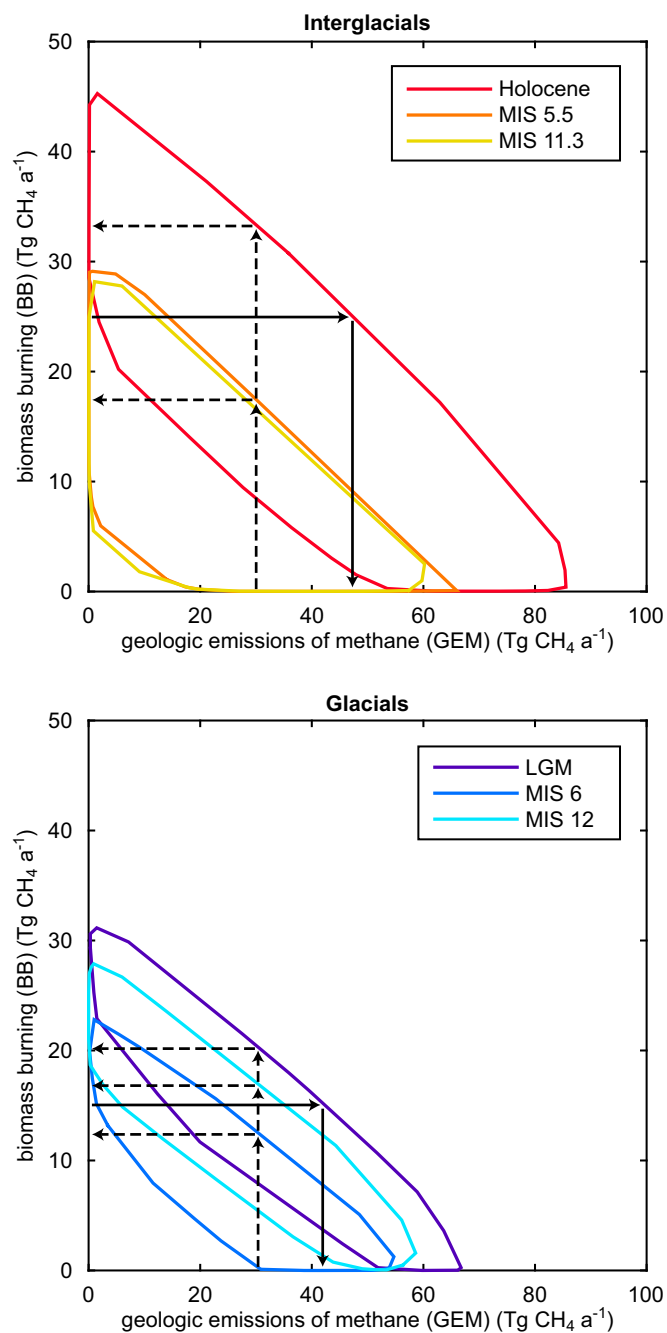 Interglacials
50
40
30
20
10
0
biomass burning (BB) (Tg CH4 a-1)
Holocene
MIS 5.5
MIS 11.3
0 20 40 60 80 100
geologic emissions of methane (GEM) (Tg CH4 a-1)
Glacials
50
40
30
20
10
0
biomass burning (BB) (Tg CH4 a-1)
LGM
MIS 6
MIS 12
0 20 40 60 80 100
geologic emissions of methane (GEM) (Tg CH4 a-1)